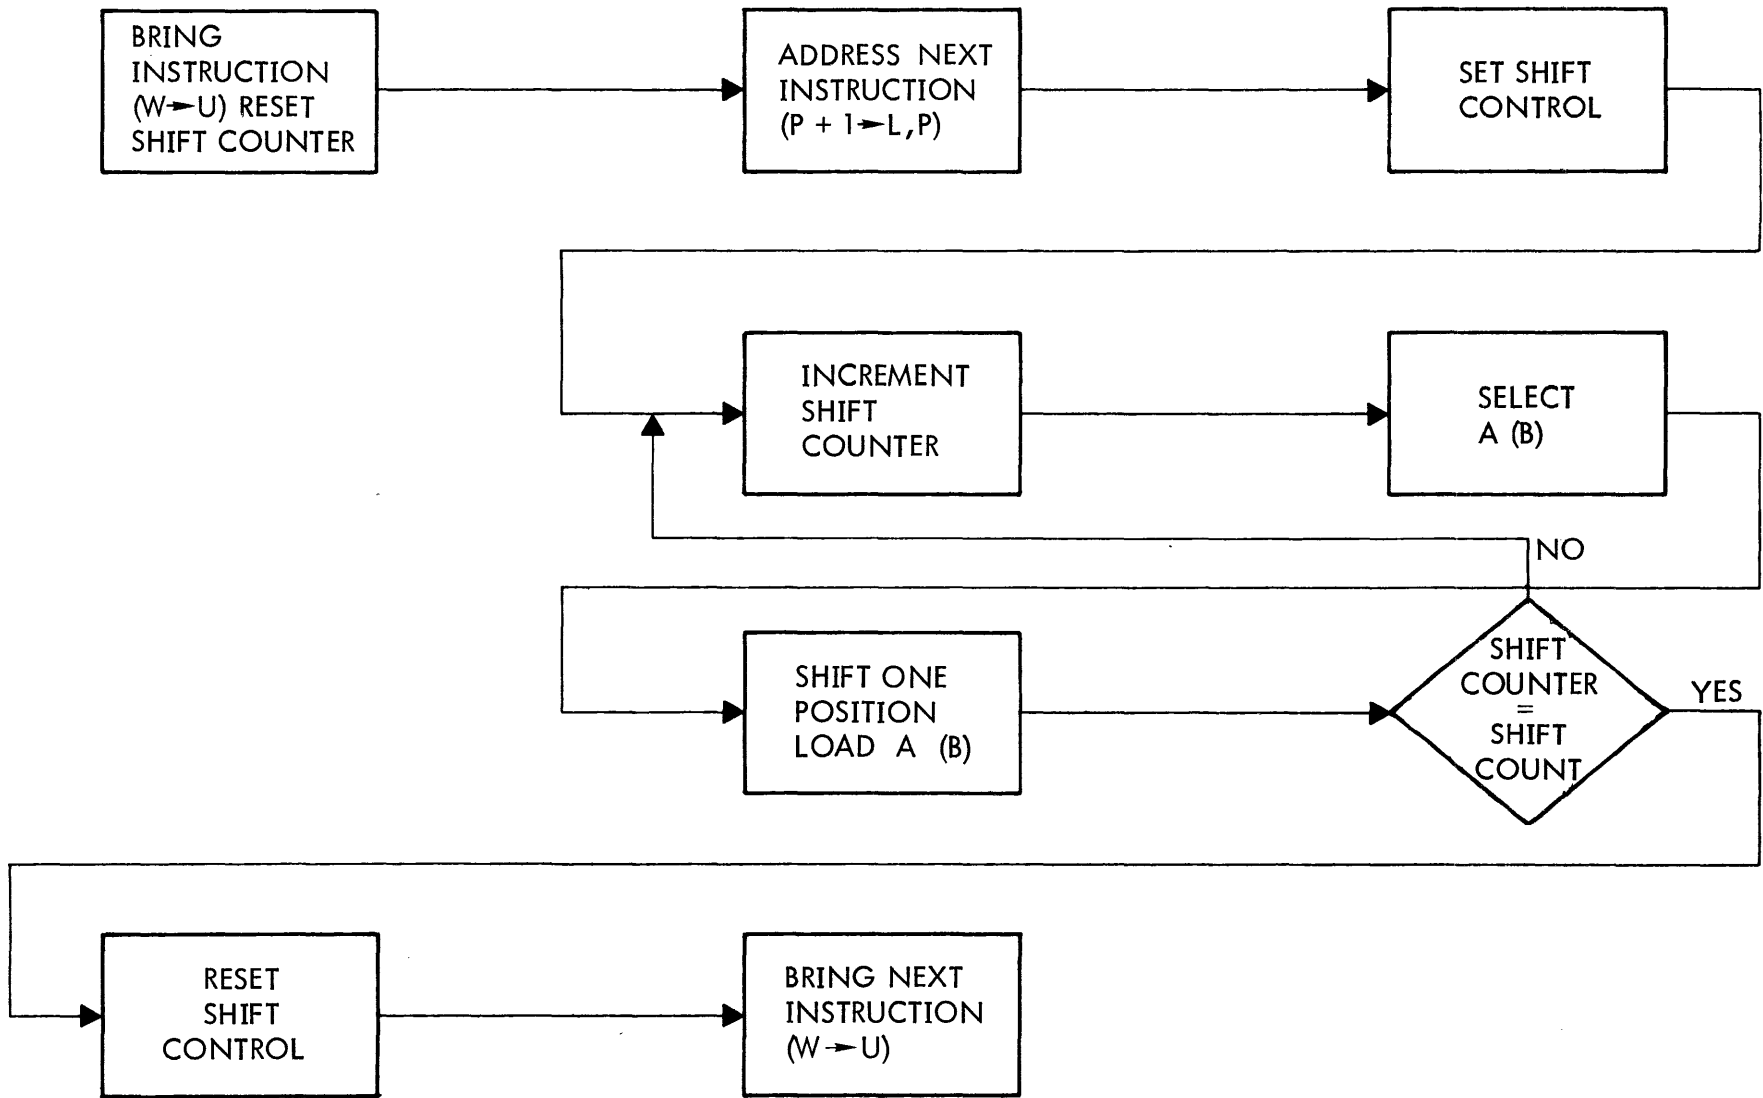 BRING
INSTRUCTION
(W→U) RESET
SHIFT COUNTER
ADDRESS NEXT
INSTRUCTION
(P + 1→L,P)
SET SHIFT
CONTROL
INCREMENT
SHIFT
COUNTER
SELECT
A (B)
NO
SHIFT ONE
POSITION
LOAD A (B)
SHIFT
COUNTER
=
SHIFT
COUNT
YES
RESET
SHIFT
CONTROL
BRING NEXT
INSTRUCTION
(W→U)